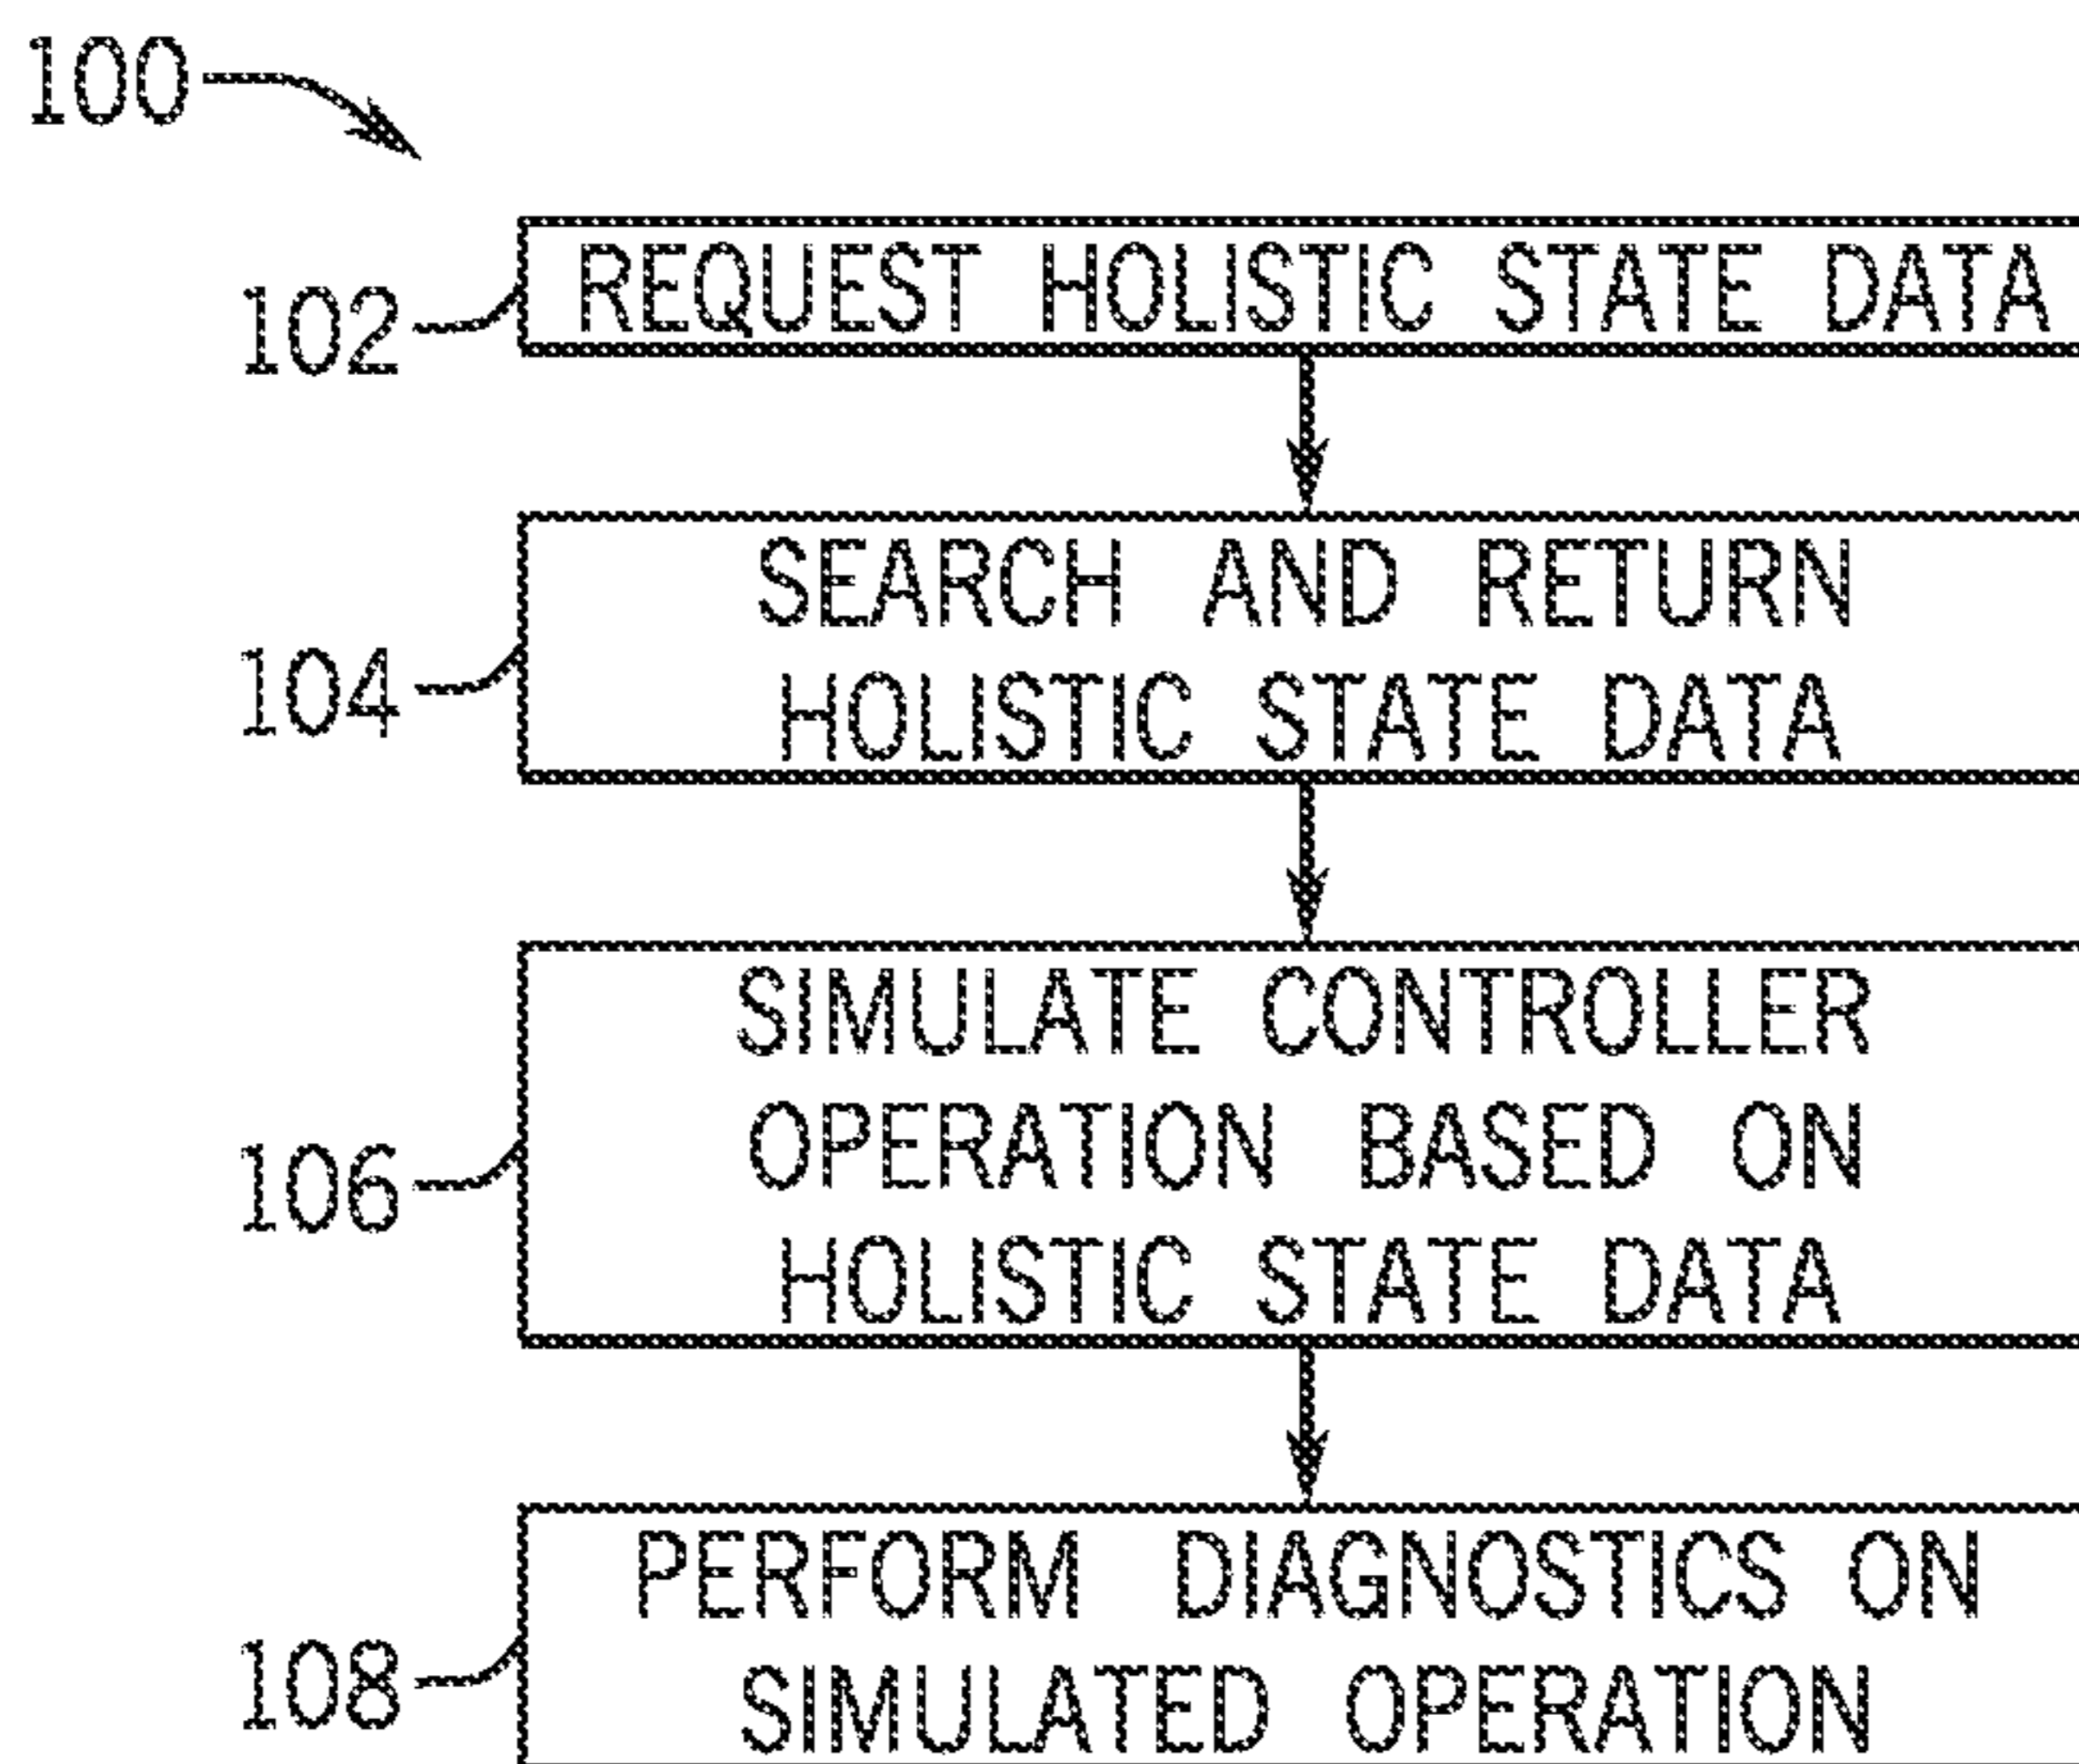 100
102
REQUEST HOLISTIC STATE DATA
104
SEARCH AND RETURN
HOLISTIC STATE DATA
106
SIMULATE CONTROLLER
OPERATION BASED ON
HOLISTIC STATE DATA
108
PERFORM DIAGNOSTICS ON
SIMULATED OPERATION